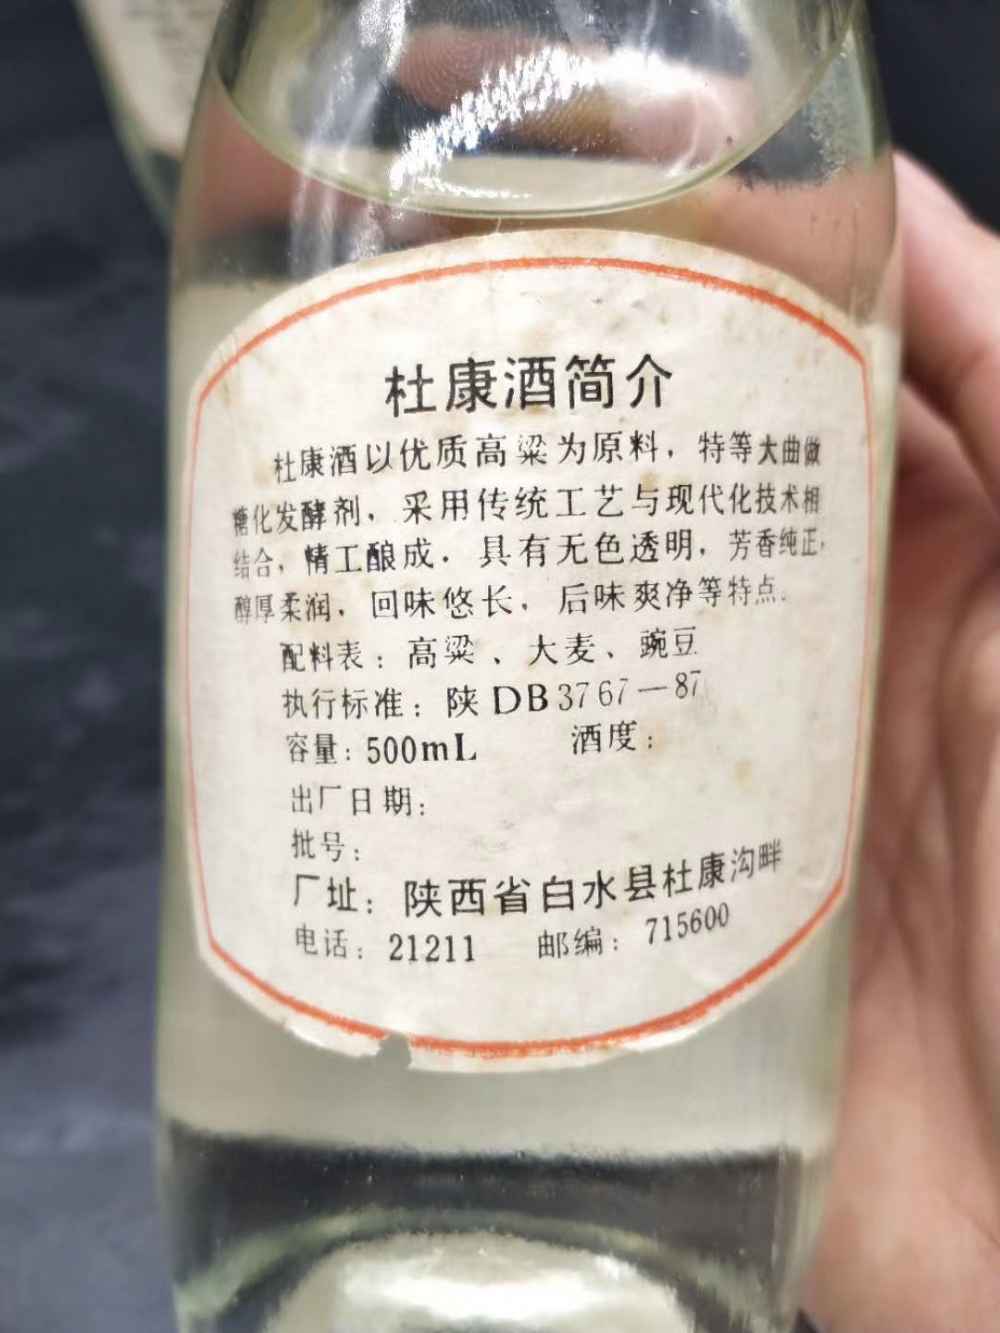 杜康酒简介
杜康酒以优质高粱为原料，特等大曲做
糖化发酵剂，采用传统工艺与现代化技术相
结合，精工酿成．具有无色透明，芳香纯正，
醇厚柔润，回味悠长，后味爽净等特点．
配料表：高粱、大麦、豌豆
执行标准：陕DB3767—87
容量：500mL 酒度：
出厂日期：
批号：
厂址：陕西省白水县杜康沟畔
电话：21211 邮编：715600